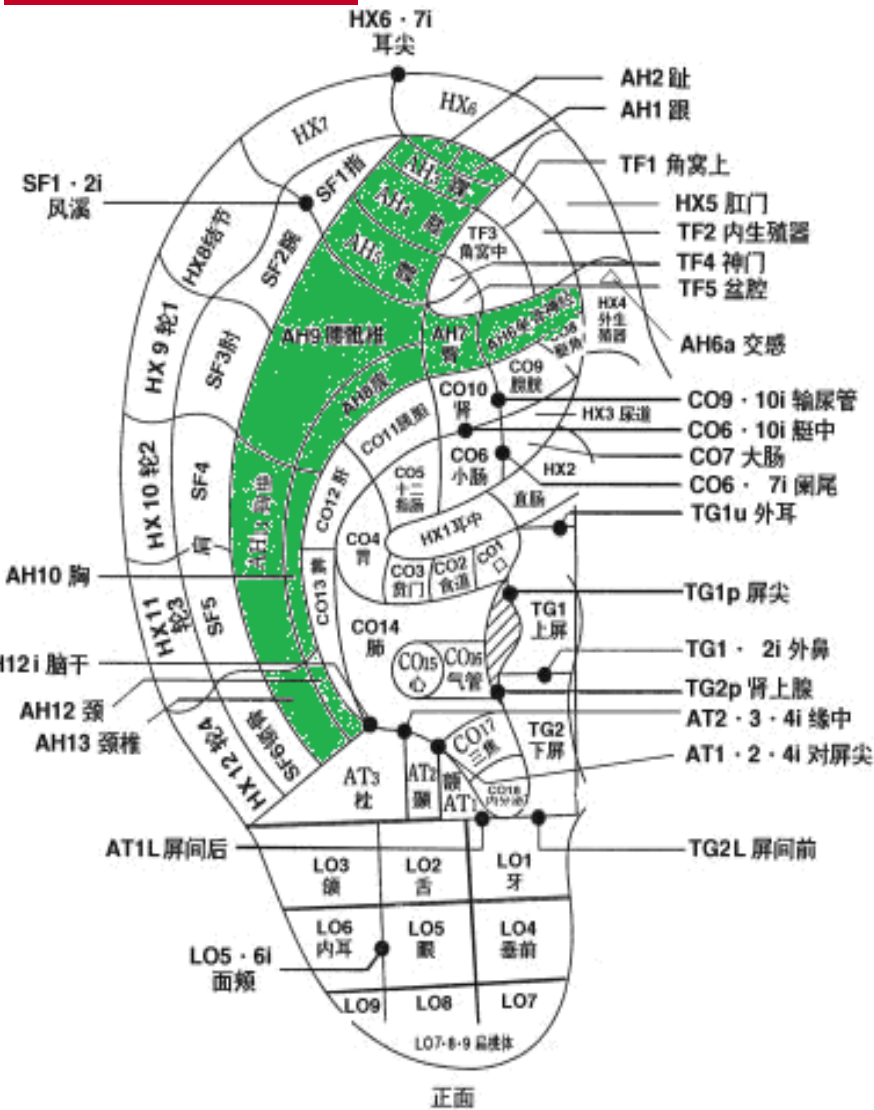 HX6·7i
耳尖
HX6
HX7
AH2 趾
AH1 跟
TF1 角窝上
HX5 肛门
TF2 内生殖器
TF4 神门
TF5 盆腔
AH6a 交感
SF1·2i
风溪
SF1指
SF2腕
HX8结节
HX 9 轮1
SF3肘
HX 10 轮2
SF4
肩
SF5
HX11
轮3
HX 12 轮4
TF3
角窝中
AH9 腰骶椎
AH7
臀
AH8腹
HX4
外生
殖器
CO9
膀胱
CO10
肾
CO9·10i 输尿管
CO6·10i 艇中
CO7 大肠
CO6· 7i 阑尾
HX3 尿道
HX2
直肠
TG1u 外耳
CO11胰胆
CO12 肝
CO5
十二
指肠
CO6
小肠
HX1耳中
CO4
胃
CO3
贲门
CO2
食道
CO1
口
AH10 胸
CO14
肺
CO15
心
CO16
气管
TG1p 屏尖
TG1
上屏
TG1· 2i 外鼻
TG2p 肾上腺
AT2·3·4i 缘中
AT1·2·4i 对屏尖
12 i 脑干
AH12 颈
AH13 颈椎
CO17
三焦
TG2
下屏
CO18
内分泌
AT3
枕
AT2
颞
额
AT1
AT1L 屏间后
TG2L 屏间前
LO3
颌
LO2
舌
LO1
牙
LO6
内耳
LO5
眼
LO4
垂前
LO5·6i
面颊
LO9
LO8
LO7
LO7·8·9 扁桃体
正面